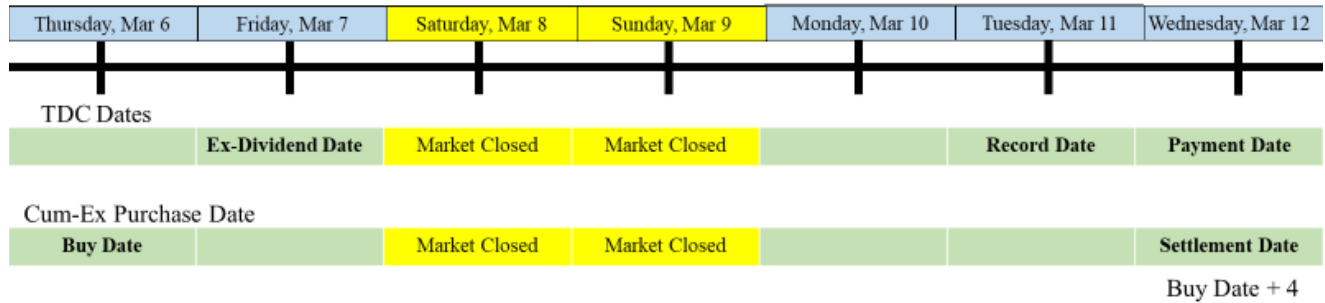 Thursday, Mar 6 Friday, Mar 7 Saturday, Mar 8 Sunday, Mar 9 Monday, Mar 10 Tuesday, Mar 11 Wednesday, Mar 12
TDC Dates
Ex-Dividend Date Market Closed Market Closed Record Date Payment Date
Cum-Ex Purchase Date
Buy Date Market Closed Market Closed Settlement Date
Buy Date + 4